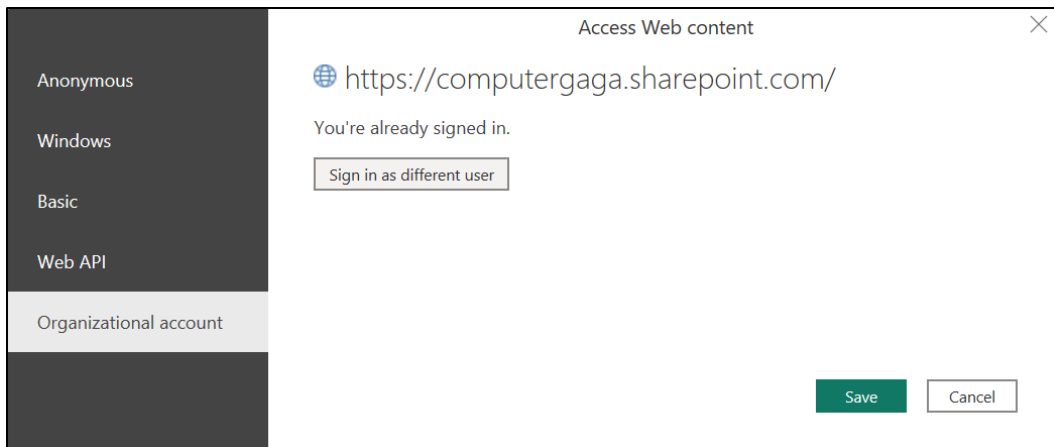 Access Web content
Anonymous
Windows
Basic
Web API
Organizational account
https://computergaga.sharepoint.com/
You're already signed in.
Sign in as different user
Save
Cancel